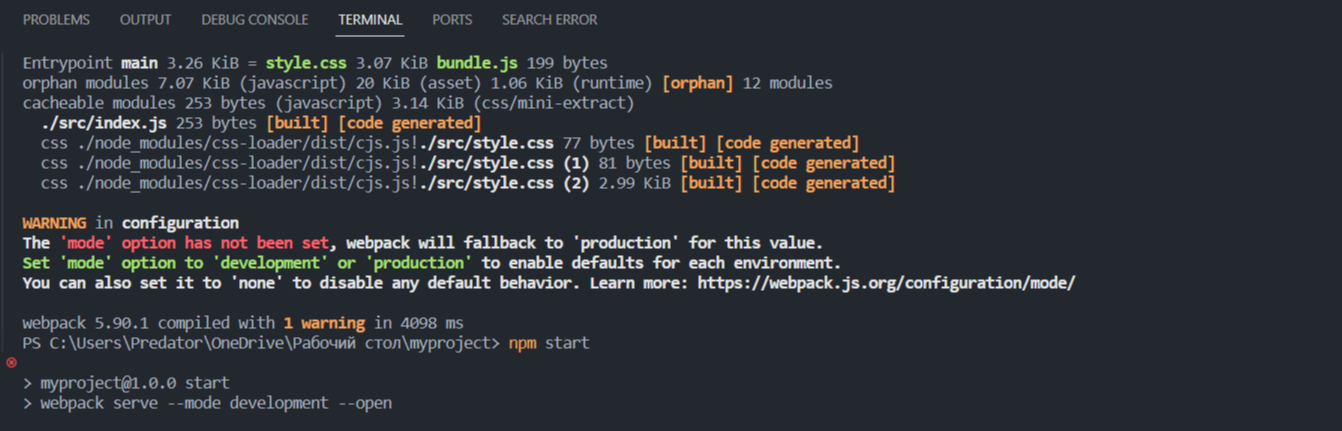 PROBLEMS OUTPUT DEBUG CONSOLE TERMINAL PORTS SEARCH ERROR
Entrypoint main 3.26 KiB = style.css 3.07 KiB bundle.js 199 bytes
orphan modules 7.07 KiB (javascript) 20 KiB (asset) 1.06 KiB (runtime) [orphan] 12 modules
cacheable modules 253 bytes (javascript) 3.14 KiB (css/mini-extract)
./src/index.js 253 bytes [built] [code generated]
css ./node_modules/css-loader/dist/cjs.js!./src/style.css 77 bytes [built] [code generated]
css ./node_modules/css-loader/dist/cjs.js!./src/style.css (1) 81 bytes [built] [code generated]
css ./node_modules/css-loader/dist/cjs.js!./src/style.css (2) 2.99 KiB [built] [code generated]
WARNING in configuration
The 'mode' option has not been set, webpack will fallback to 'production' for this value.
Set 'mode' option to 'development' or 'production' to enable defaults for each environment.
You can also set it to 'none' to disable any default behavior. Learn more: https://webpack.js.org/configuration/mode/
webpack 5.90.1 compiled with 1 warning in 4098 ms
PS C:\Users\Predator\OneDrive\Рабочий стол\myproject> npm start
> myproject@1.0.0 start
> webpack serve --mode development --open